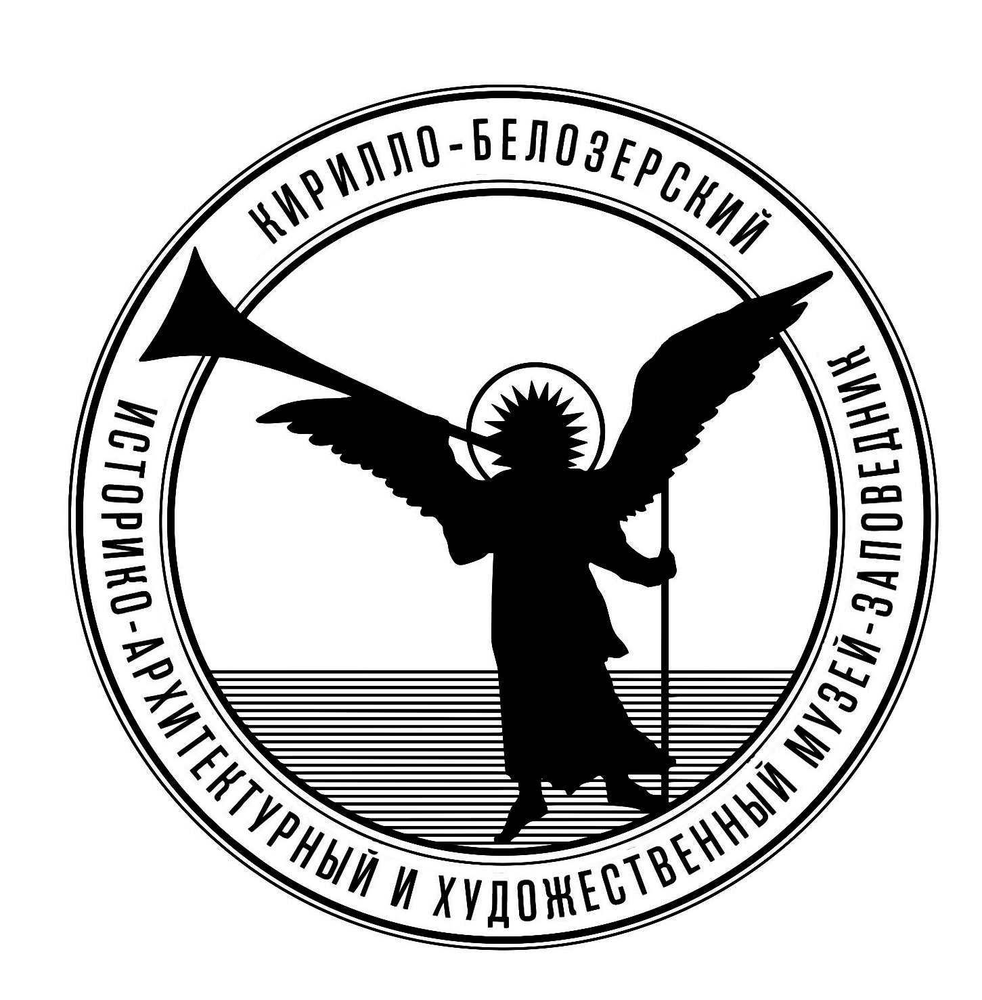 КИРИЛЛО-БЕЛОЗЕРСКИЙ
ИСТОРИКО-АРХИТЕКТУРНЫЙ И ХУДОЖЕСТВЕННЫЙ МУЗЕЙ-ЗАПОВЕДНИК